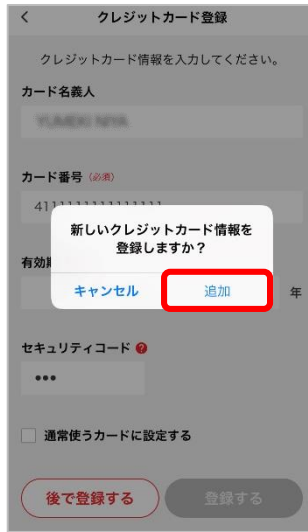 クレジットカード登録
クレジットカード情報を入力してください。
カード名義人
カード番号 (必須)
4111111111111111
新しいクレジットカード情報を
登録しますか？
有効期
キャンセル
追加
年
セキュリティコード ?
•••
通常使うカードに設定する
後で登録する
登録する